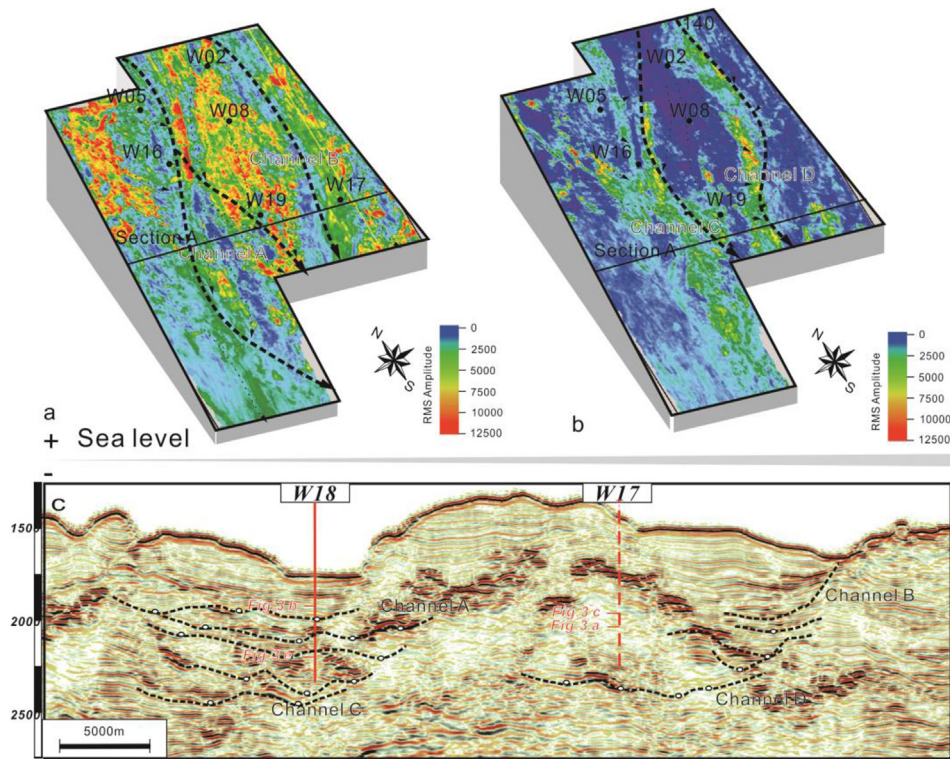 W02
W05
W08
W16
Channel B
W17
W19
Section A
Channel A
N
S
RMS Amplitude
0
2500
5000
7500
10000
12500
a
140
W02
W05
W08
W16
Channel D
W19
Channel C
Section A
N
S
RMS Amplitude
0
2500
5000
7500
10000
12500
b
+ Sea level
-
C
W18
W17
1500
2000
2500
Fig 3.b
Channel A
Fig 3.c
Fig 3.a
Channel B
Channel C
Channel D
5000m